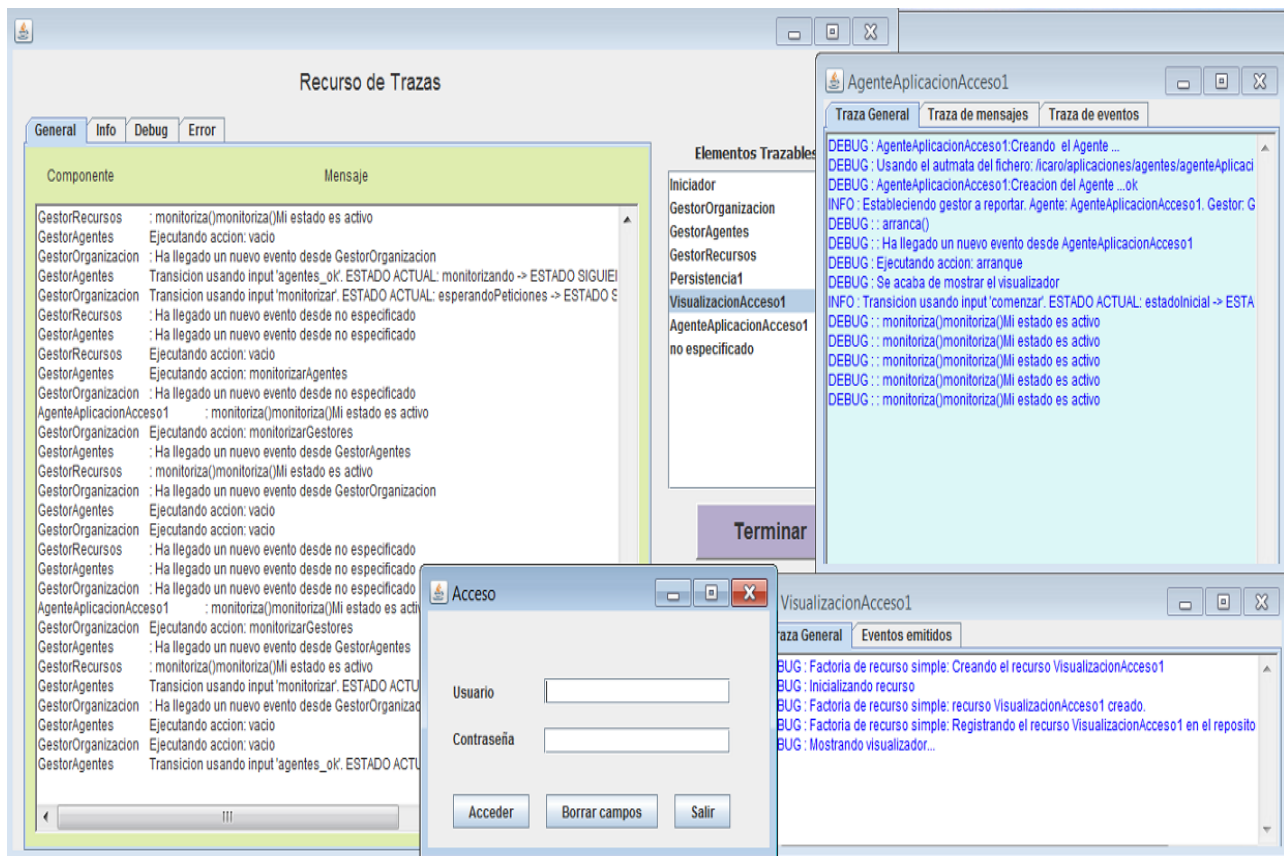 Recurso de Trazas
General Info Debug Error
Componente Mensaje
GestorRecursos : monitoriza()monitoriza()Mi estado es activo
GestorAgentes Ejecutando accion: vacio
GestorOrganizacion : Ha llegado un nuevo evento desde GestorOrganizacion
GestorAgentes Transicion usando input 'agentes_ok'. ESTADO ACTUAL: monitorizando -> ESTADO SIGUIEI
GestorOrganizacion Transicion usando input 'monitorizar'. ESTADO ACTUAL: esperandoPeticiones -> ESTADO S
GestorRecursos : Ha llegado un nuevo evento desde no especificado
GestorAgentes : Ha llegado un nuevo evento desde no especificado
GestorRecursos Ejecutando accion: vacio
GestorAgentes Ejecutando accion: monitorizarAgentes
GestorOrganizacion : Ha llegado un nuevo evento desde no especificado
AgenteAplicacionAcceso1 : monitoriza()monitoriza()Mi estado es activo
GestorOrganizacion Ejecutando accion: monitorizarGestores
GestorAgentes : Ha llegado un nuevo evento desde GestorAgentes
GestorRecursos : monitoriza()monitoriza()Mi estado es activo
GestorOrganizacion : Ha llegado un nuevo evento desde GestorOrganizacion
GestorAgentes Ejecutando accion: vacio
GestorOrganizacion Ejecutando accion: vacio
GestorRecursos : Ha llegado un nuevo evento desde no especificado
GestorAgentes : Ha llegado un nuevo evento desde no especificado
GestorOrganizacion : Ha llegado un nuevo evento desde no especificado
AgenteAplicacionAcceso1 : monitoriza()monitoriza()Mi estado es activ
GestorOrganizacion Ejecutando accion: monitorizarGestores
GestorAgentes : Ha llegado un nuevo evento desde GestorAgentes
GestorRecursos : monitoriza()monitoriza()Mi estado es activo
GestorAgentes Transicion usando input 'monitorizar'. ESTADO ACTU
GestorOrganizacion : Ha llegado un nuevo evento desde GestorOrganizac
GestorAgentes Ejecutando accion: vacio
GestorOrganizacion Ejecutando accion: vacio
GestorAgentes Transicion usando input 'agentes_ok'. ESTADO ACTU
Elementos Trazables
Iniciador
GestorOrganizacion
GestorAgentes
GestorRecursos
Persistencia1
VisualizacionAcceso1
AgenteAplicacionAcceso1
no especificado
Terminar
AgenteAplicacionAcceso1
Traza General Traza de mensajes Traza de eventos
DEBUG : AgenteAplicacionAcceso1:Creando el Agente ...
DEBUG : Usando el autmata del fichero: /icaro/aplicaciones/agentes/agenteAplicaci
DEBUG : AgenteAplicacionAcceso1:Creacion del Agente ...ok
INFO : Estableciendo gestor a reportar. Agente: AgenteAplicacionAcceso1. Gestor: G
DEBUG : : arranca()
DEBUG : : Ha llegado un nuevo evento desde AgenteAplicacionAcceso1
DEBUG : Ejecutando accion: arranque
DEBUG : Se acaba de mostrar el visualizador
INFO : Transicion usando input 'comenzar'. ESTADO ACTUAL: estadoInicial -> ESTA
DEBUG : : monitoriza()monitoriza()Mi estado es activo
DEBUG : : monitoriza()monitoriza()Mi estado es activo
DEBUG : : monitoriza()monitoriza()Mi estado es activo
DEBUG : : monitoriza()monitoriza()Mi estado es activo
DEBUG : : monitoriza()monitoriza()Mi estado es activo
Acceso
Usuario
Contraseña
Acceder Borrar campos Salir
VisualizacionAcceso1
raza General Eventos emitidos
BUG : Factoria de recurso simple: Creando el recurso VisualizacionAcceso1
BUG : Inicializando recurso
BUG : Factoria de recurso simple: recurso VisualizacionAcceso1 creado.
BUG : Factoria de recurso simple: Registrando el recurso VisualizacionAcceso1 en el reposito
BUG : Mostrando visualizador...